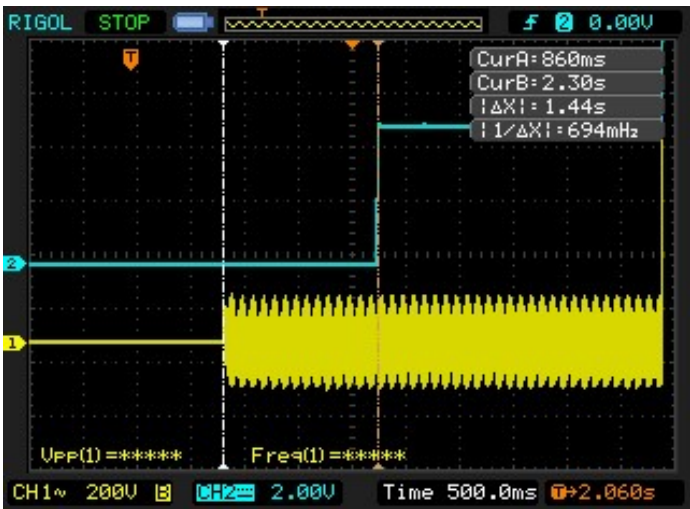 RIGOL STOP T f 2 0.00V
T
CurA:860ms
CurB:2.30s
|ΔX|:1.44s
|1/ΔX|:694mHz
2
1
Vpp(1)=*****
Freq(1)=*****
CH1~ 200V B CH2 2.00V Time 500.0ms T→2.060s